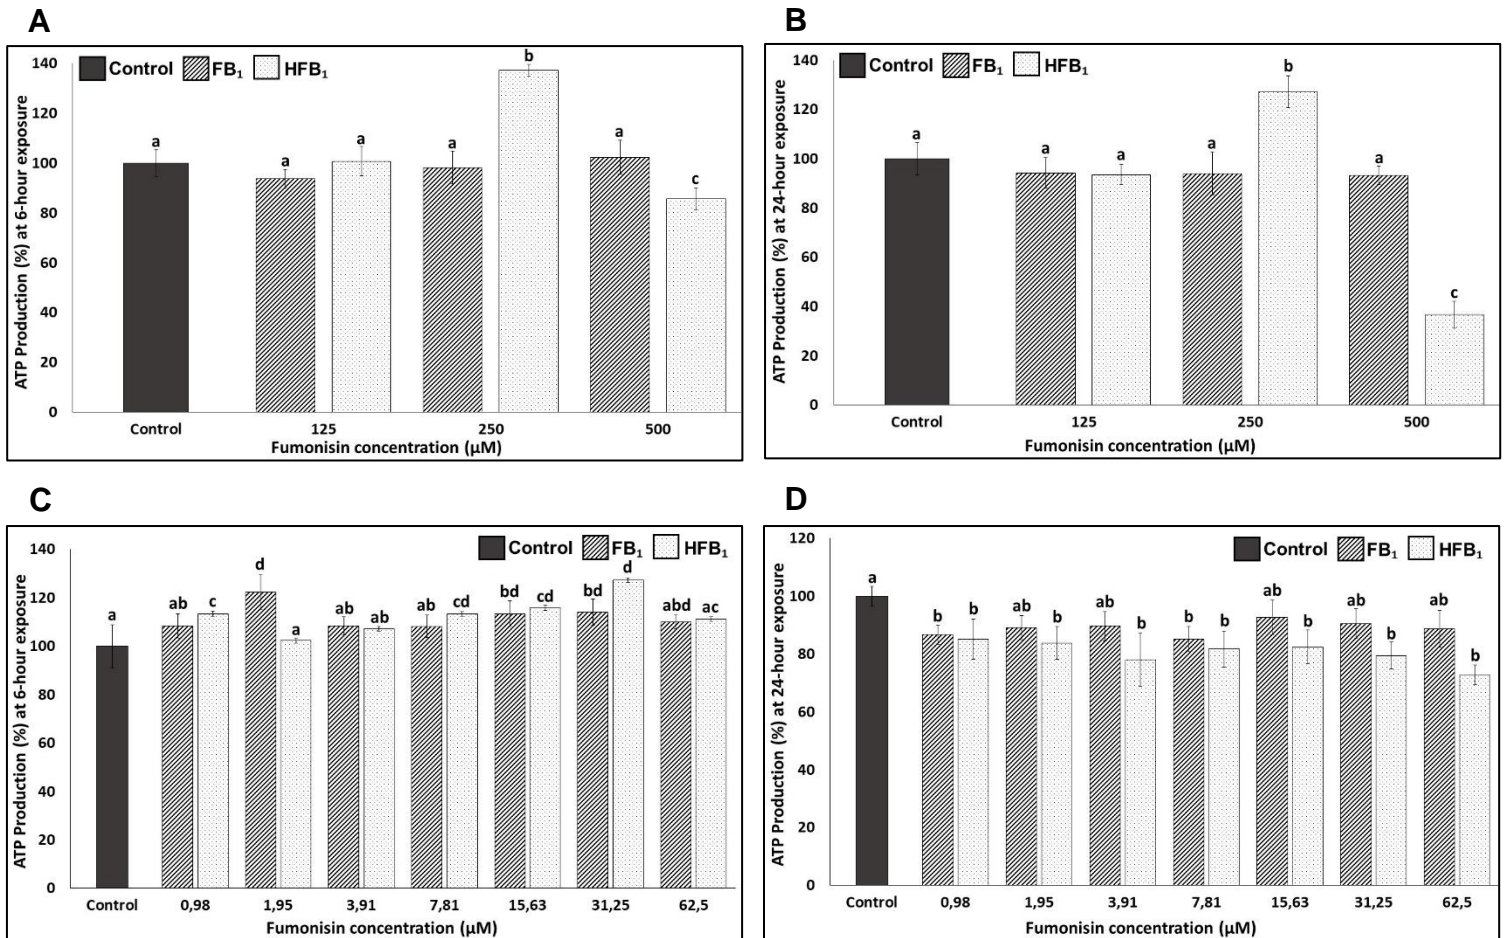 A
Control FB₁ HFB₁
ATP Production (%) at 6-hour exposure
140
120
100
80
60
40
20
0
a
a
a
a
b
a
c
Control 125 250 500
Fumonisin concentration (µM)
B
Control FB₁ HFB₁
ATP Production (%) at 24-hour exposure
140
120
100
80
60
40
20
0
a
a
a
a
b
a
c
Control 125 250 500
Fumonisin concentration (µM)
C
Control FB₁ HFB₁
ATP Production (%) at 6-hour exposure
140
120
100
80
60
40
20
0
a
ab c
d a
ab ab
ab cd
bd cd
bd d
abd ac
Control 0,98 1,95 3,91 7,81 15,63 31,25 62,5
Fumonisin concentration (µM)
D
Control FB₁ HFB₁
ATP Production (%) at 24-hour exposure
120
100
80
60
40
20
0
a
b b
ab b
ab b
b b
ab b
ab b
ab b
Control 0,98 1,95 3,91 7,81 15,63 31,25 62,5
Fumonisin concentration (µM)